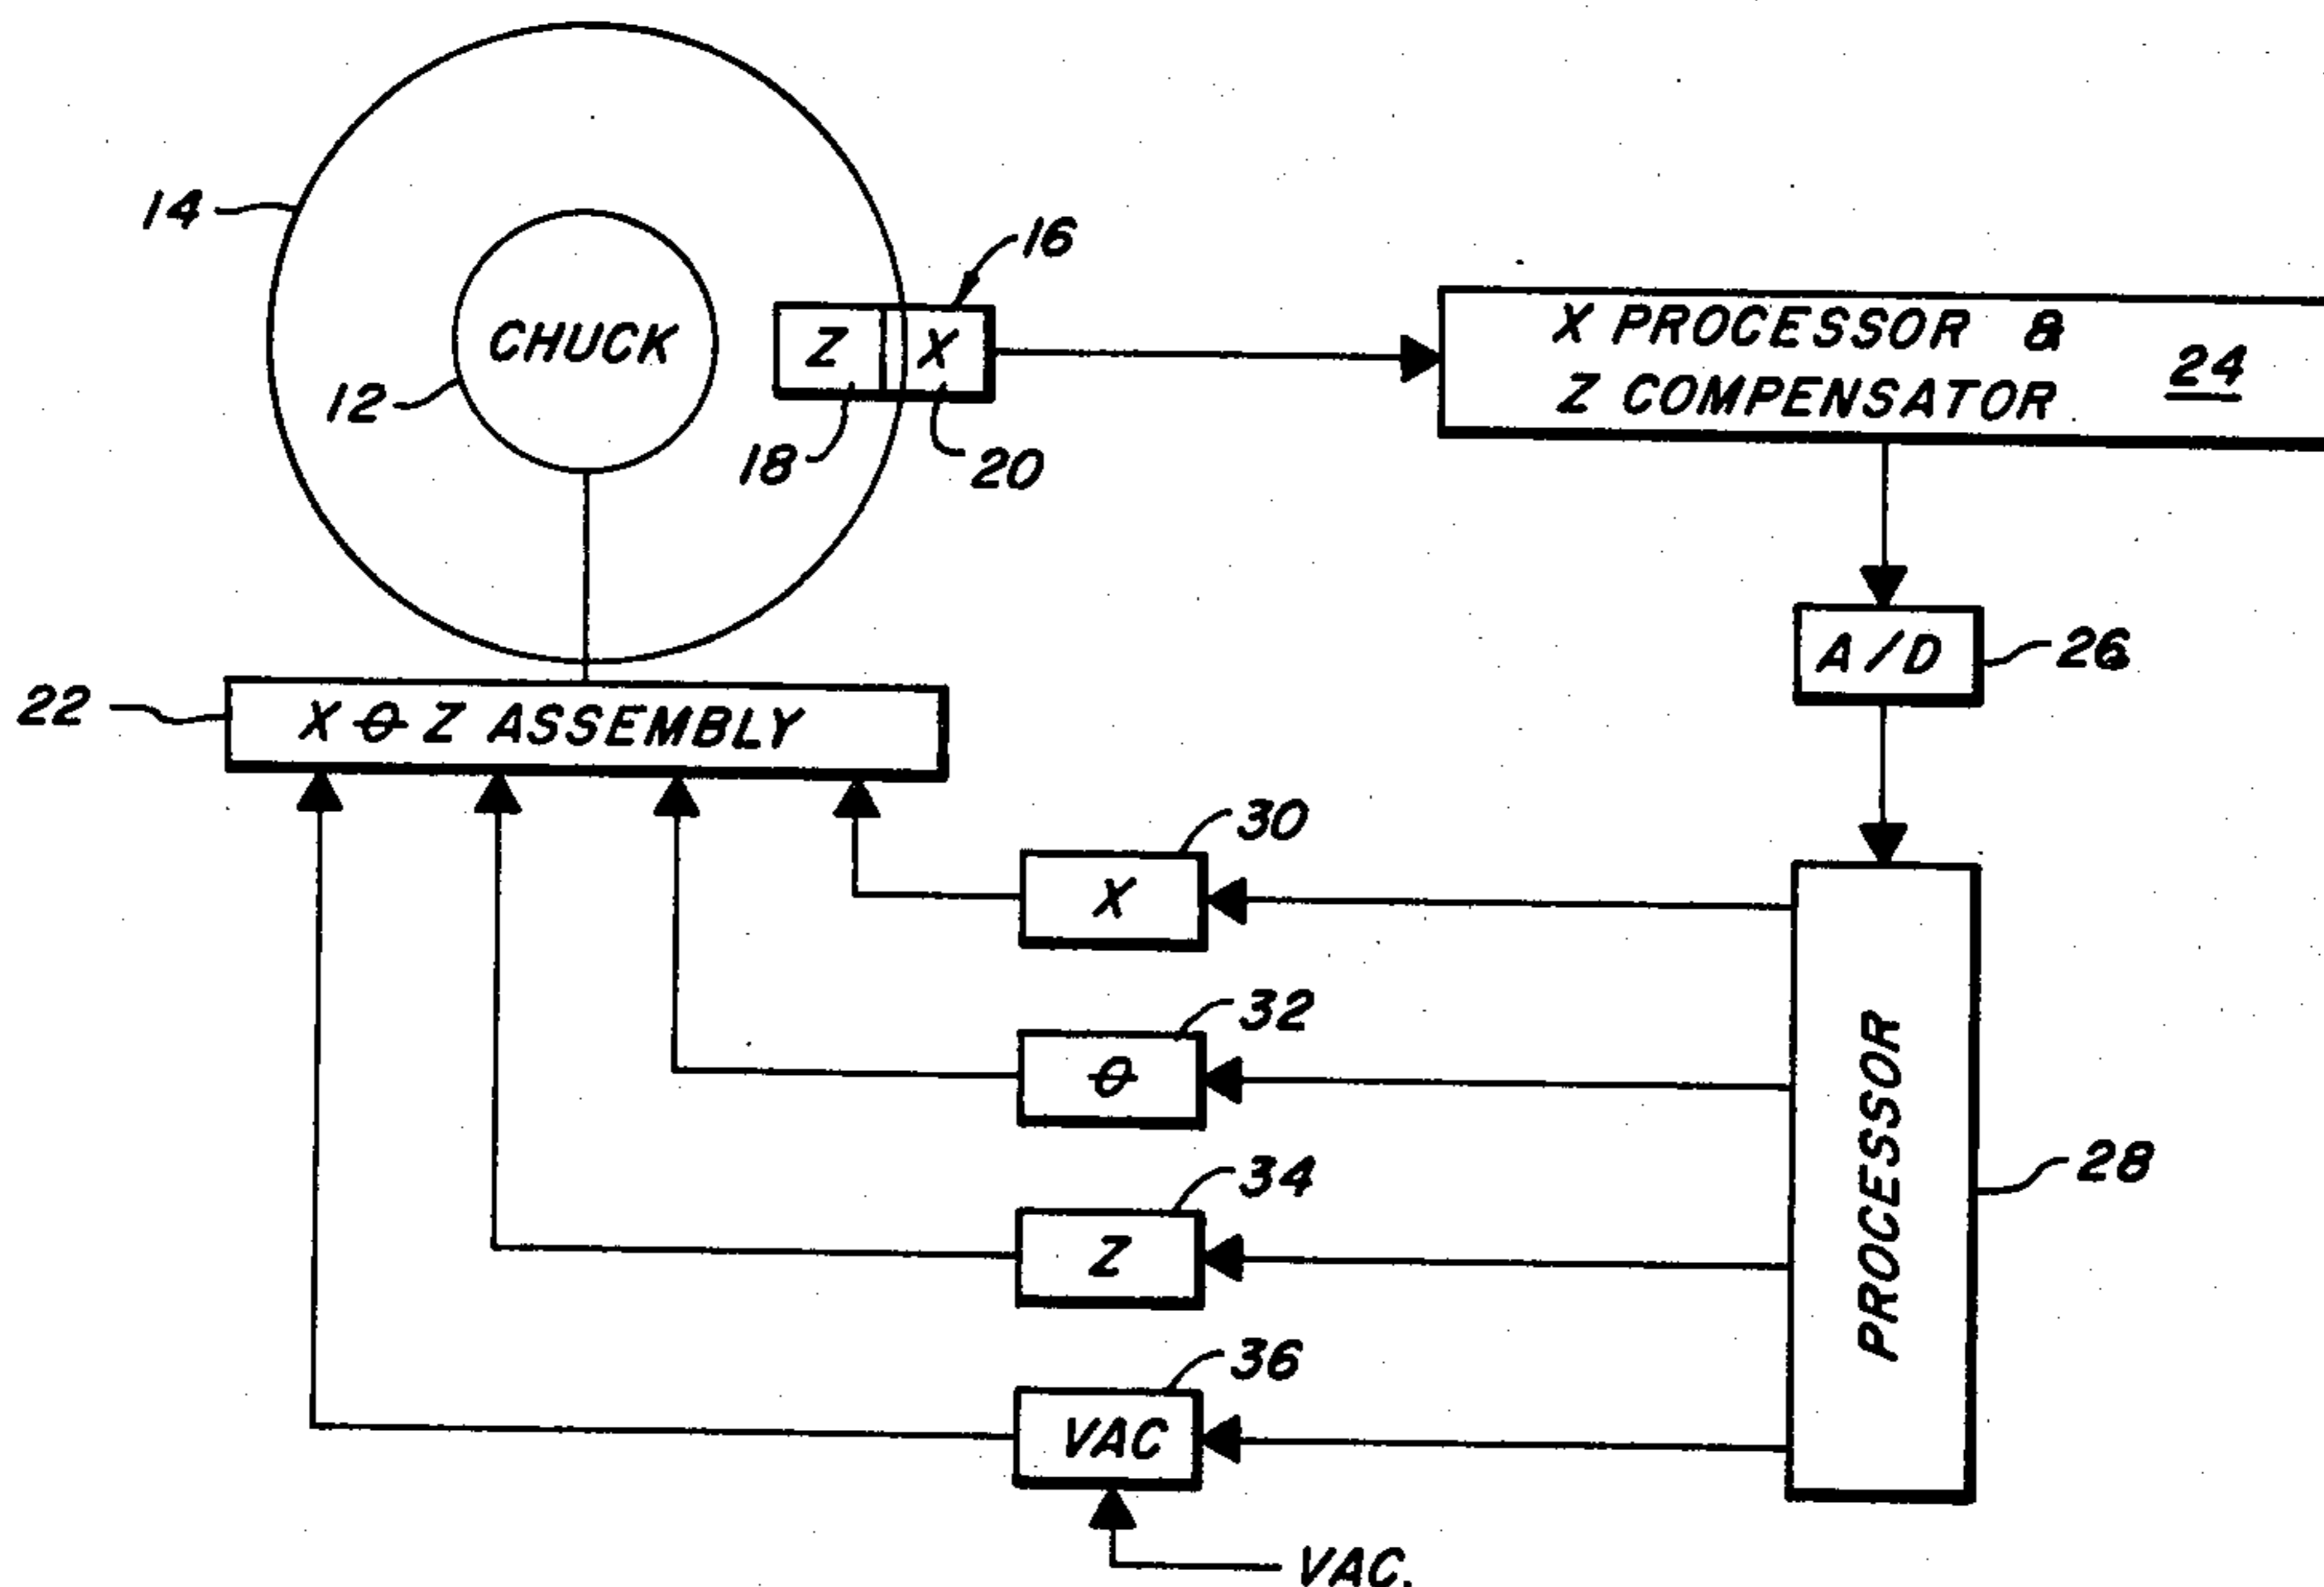 14
CHUCK
12
16
Z X
18
20
X PROCESSOR &
Z COMPENSATOR
24
A/D
26
22
X θ Z ASSEMBLY
30
X
32
θ
34
Z
36
VAC
PROCESSOR
28
VAC.